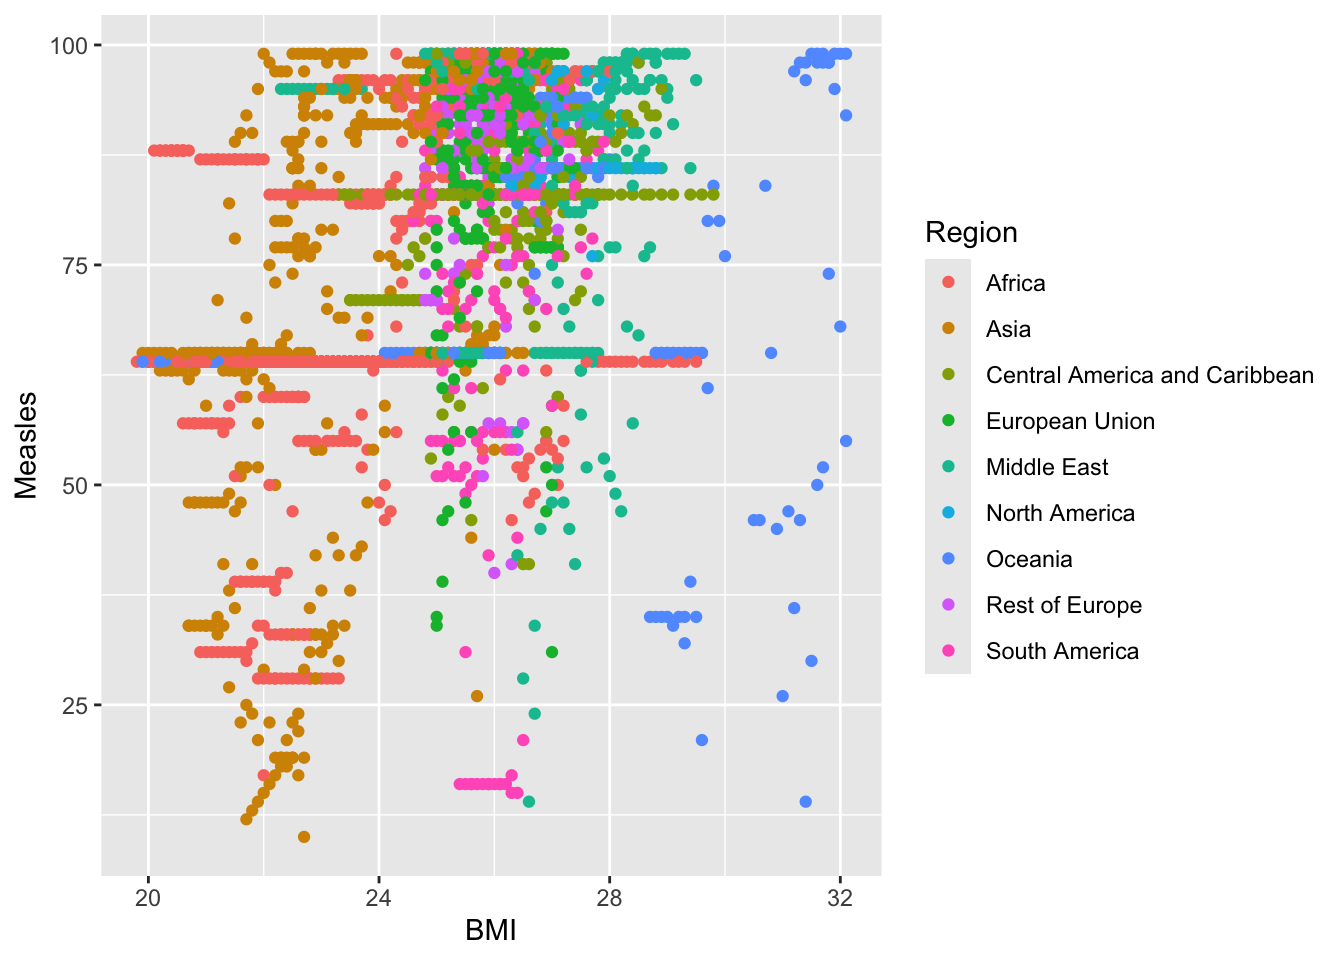 100
75
50
25
Measles
20
24
28
32
BMI
Region
Africa
Asia
Central America and Caribbean
European Union
Middle East
North America
Oceania
Rest of Europe
South America